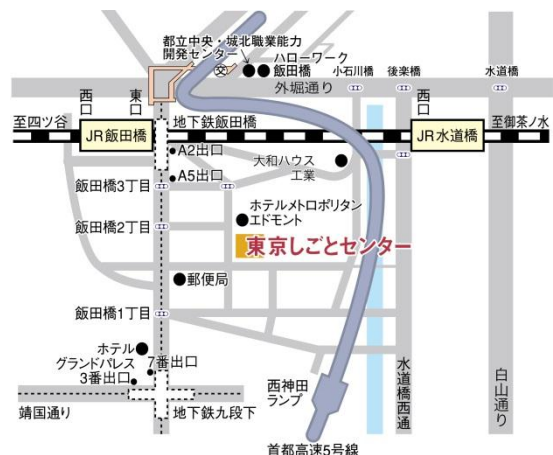 都立中央・城北職業能力
開発センター
ハローワーク
飯田橋
小石川橋
後楽橋
水道橋
外堀通り
西口
東口
西口
至四ツ谷
JR飯田橋
地下鉄飯田橋
JR水道橋
至御茶ノ水
A2出口
大和ハウス
工業
A5出口
飯田橋3丁目
ホテルメトロポリタン
エドモント
飯田橋2丁目
東京しごとセンター
郵便局
飯田橋1丁目
ホテル
グランドパレス
7番出口
3番出口
西神田
ランプ
水道橋西通
白山通り
靖国通り
地下鉄九段下
首都高速5号線